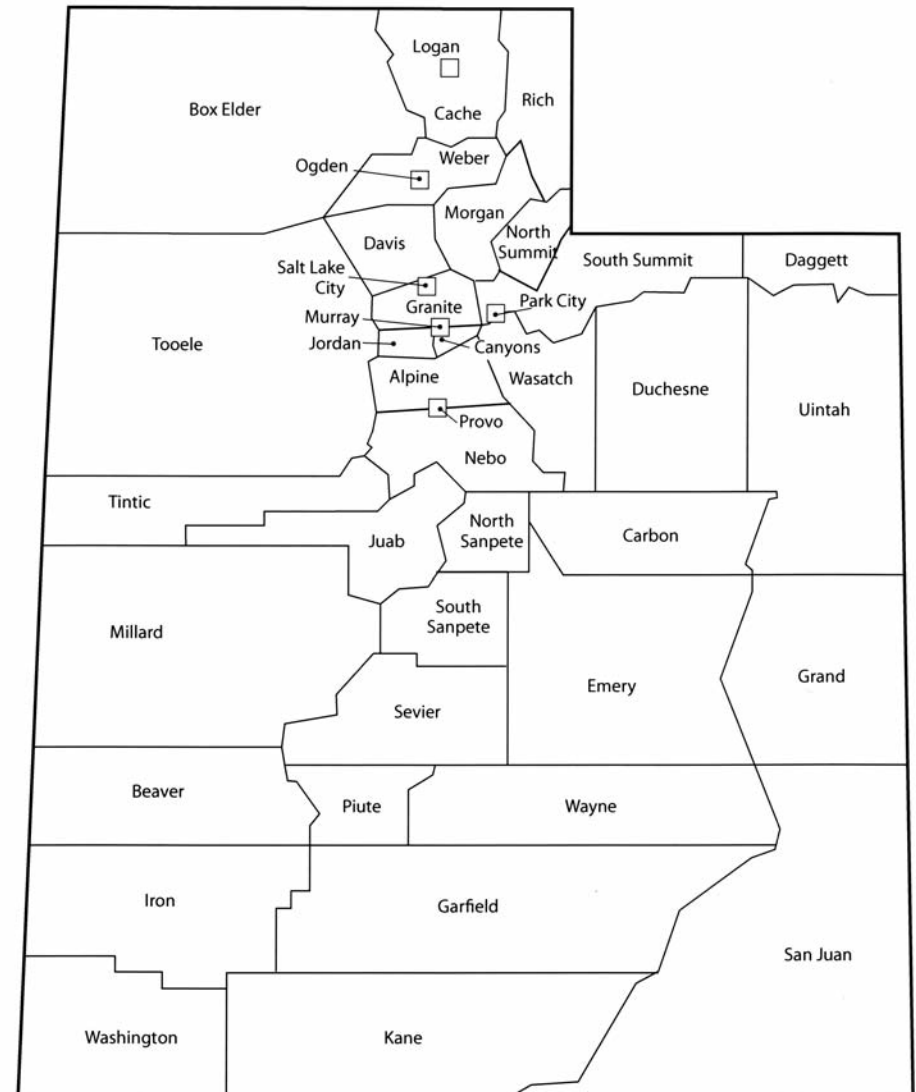 Logan
Box Elder
Rich
Cache
Weber
Ogden
Morgan
North
Summit
Davis
South Summit
Daggett
Salt Lake
City
Granite
Park City
Murray
Tooele
Jordan
Canyons
Alpine
Wasatch
Duchesne
Uintah
Provo
Nebo
Tintic
North
Sanpete
Carbon
Juab
South
Sanpete
Millard
Grand
Emery
Sevier
Beaver
Piute
Wayne
Iron
Garfield
San Juan
Washington
Kane